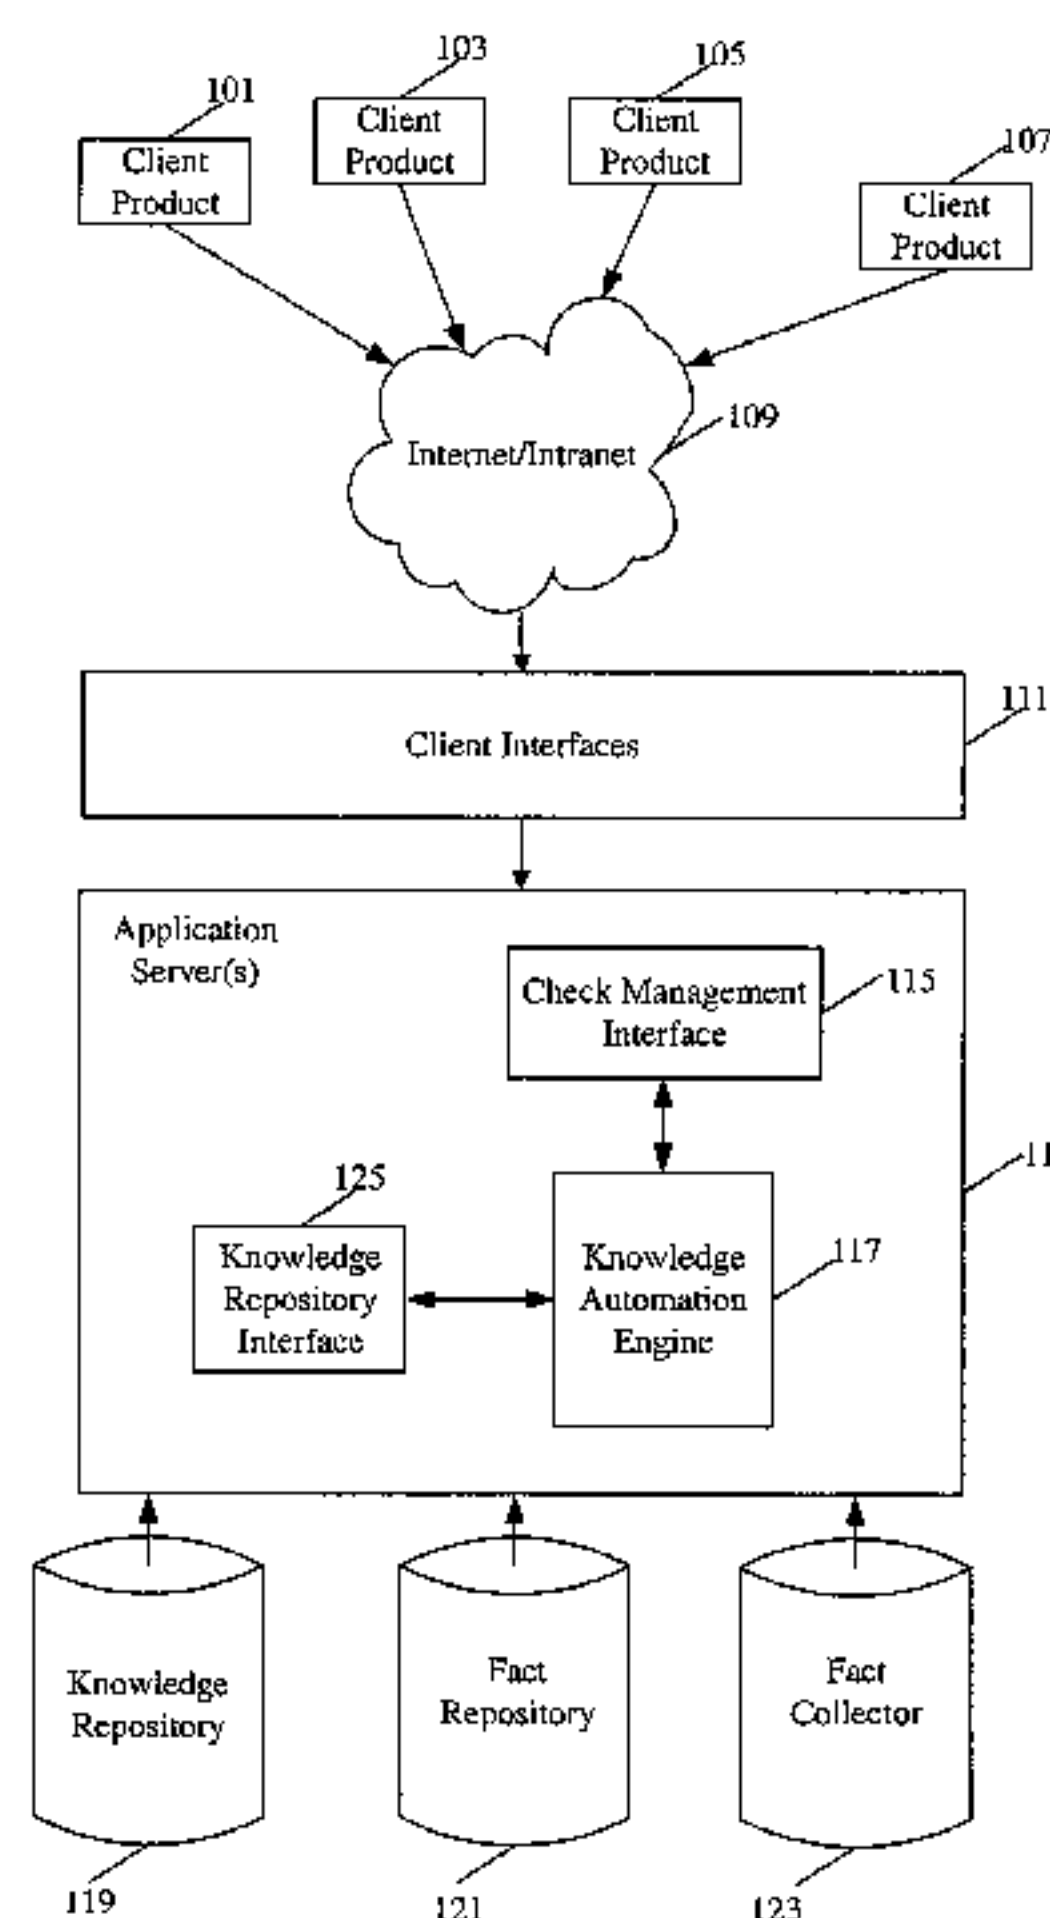 103
105
101
Client
Product
Client
Product
107
Client
Product
Client
Product
109
Internet/Intranet
111
Client Interfaces
Application
Server(s)
115
Check Management
Interface
11
125
117
Knowledge
Repository
Interface
Knowledge
Automation
Engine
Knowledge
Repository
Fact
Repository
Fact
Collector
119
121
123